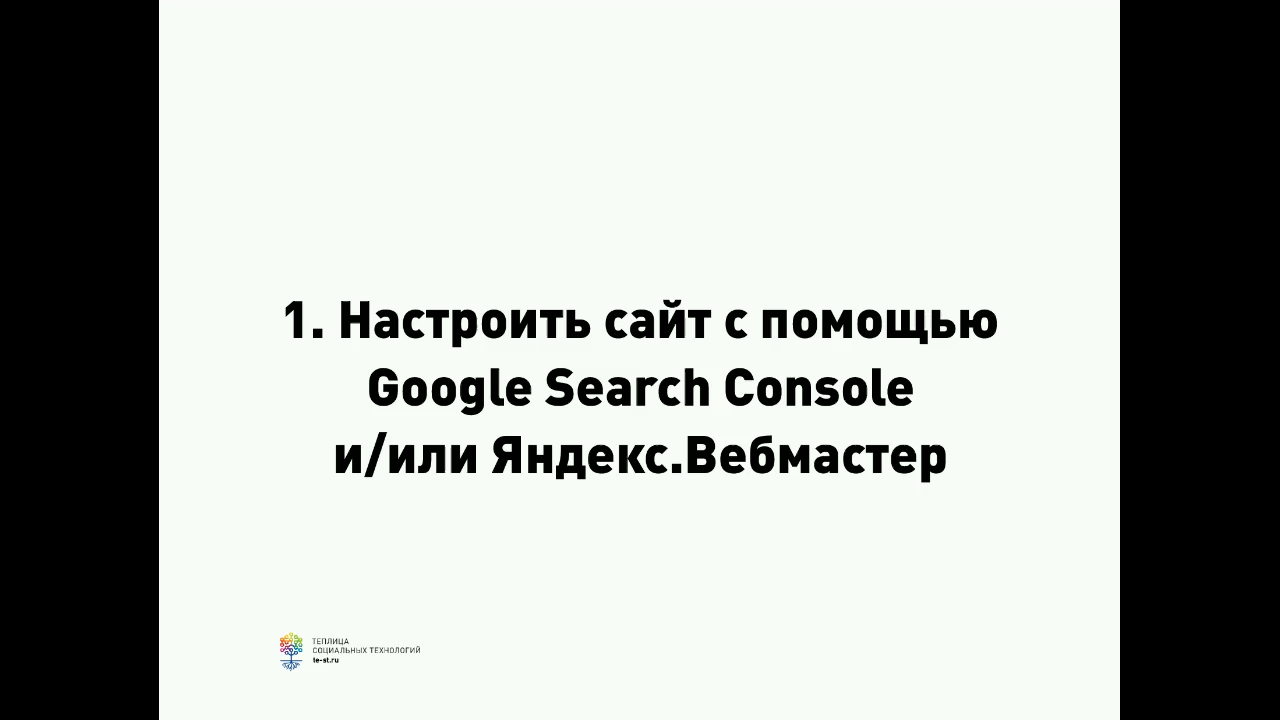 1. Настроить сайт с помощью
Google Search Console
и/или Яндекс.Вебмастер
ТЕПЛИЦА
СОЦИАЛЬНЫХ ТЕХНОЛОГИЙ
te-st.ru